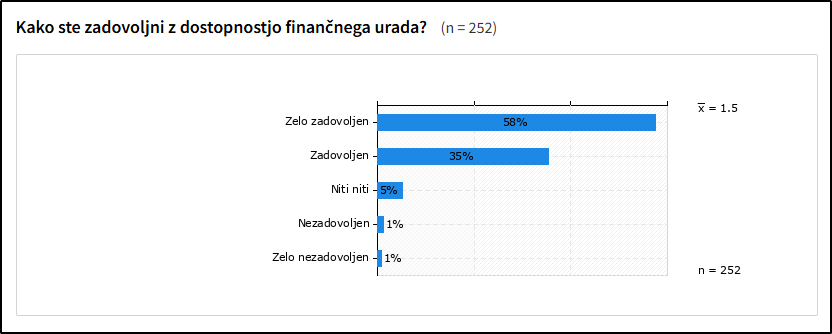 Kako ste zadovoljni z dostopnostjo finančnega urada? (n = 252)
x̅ = 1.5
Zelo zadovoljen 58%
Zadovoljen 35%
Niti niti 5%
Nezadovoljen 1%
Zelo nezadovoljen 1%
n = 252